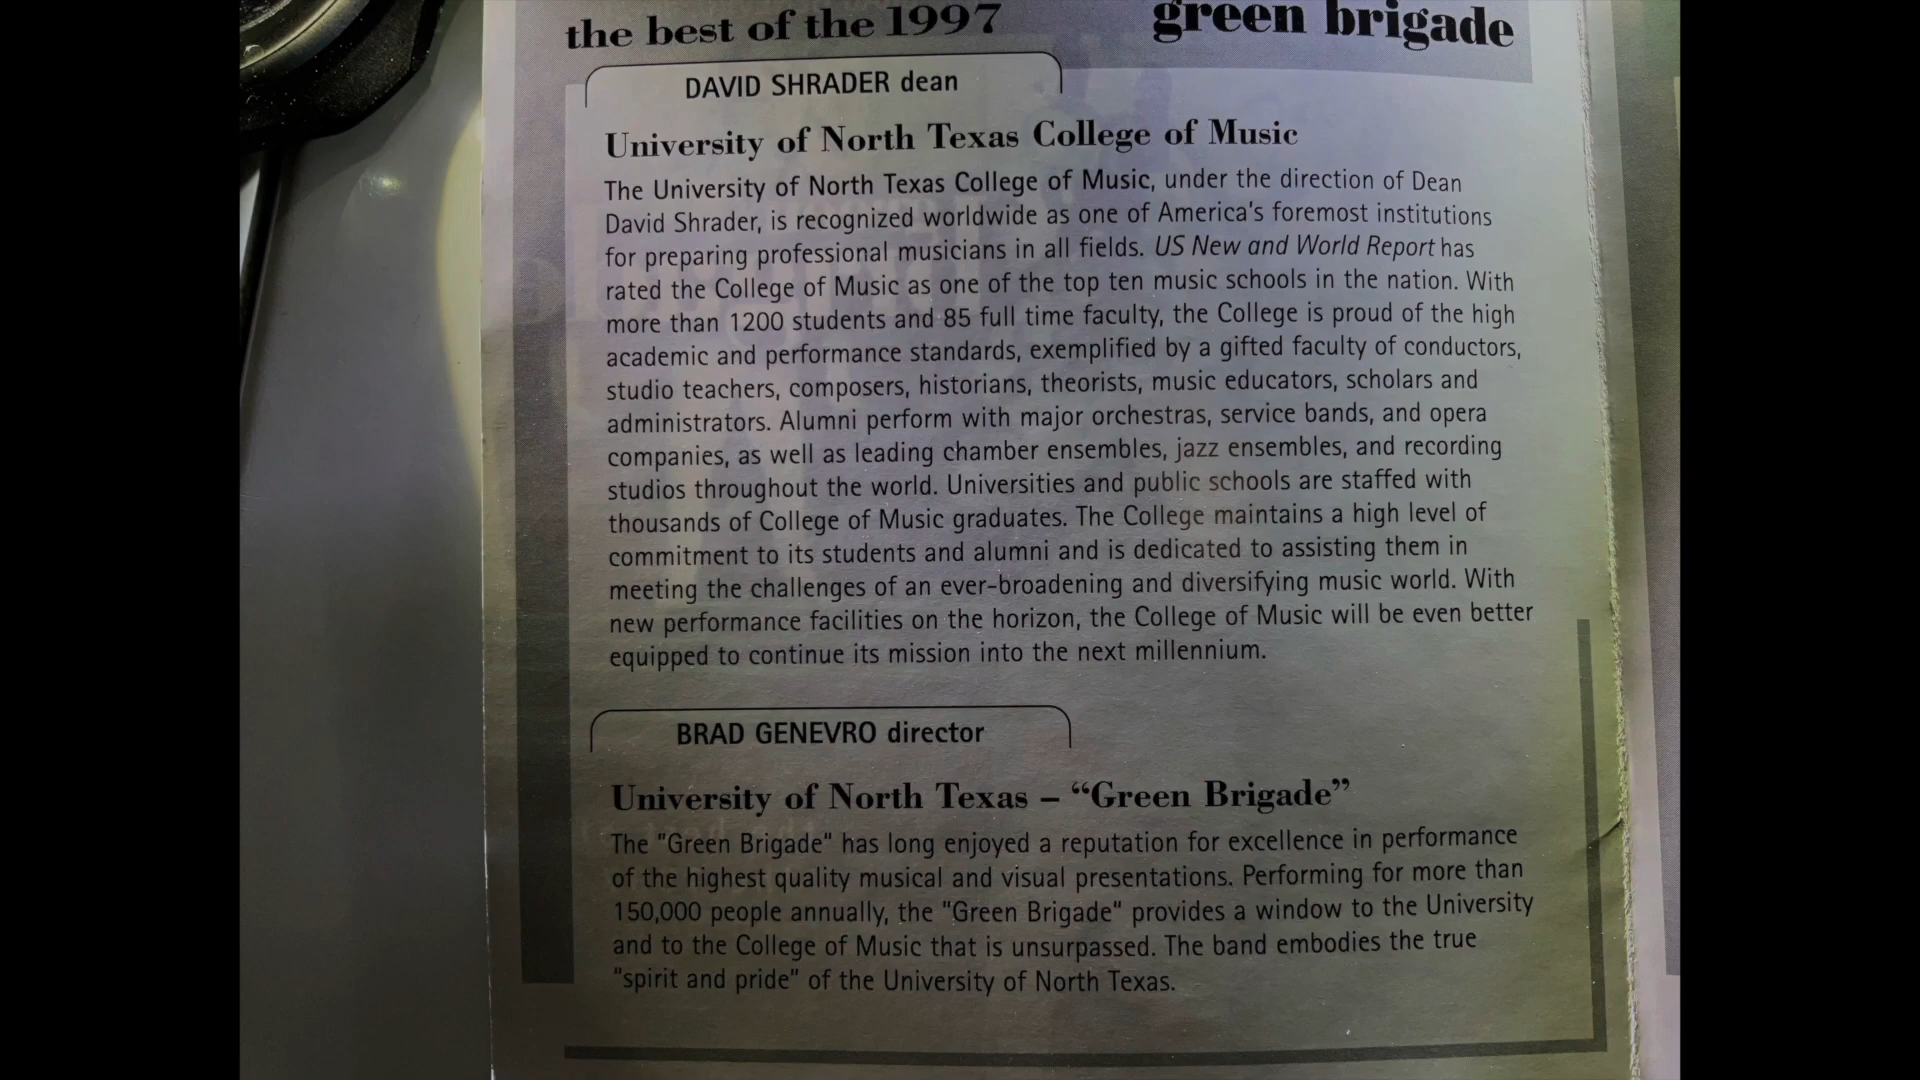 the best of the 1997 green brigade
DAVID SHRADER dean
University of North Texas College of Music
The University of North Texas College of Music, under the direction of Dean
David Shrader, is recognized worldwide as one of America's foremost institutions
for preparing professional musicians in all fields. US New and World Report has
rated the College of Music as one of the top ten music schools in the nation. With
more than 1200 students and 85 full time faculty, the College is proud of the high
academic and performance standards, exemplified by a gifted faculty of conductors,
studio teachers, composers, historians, theorists, music educators, scholars and
administrators. Alumni perform with major orchestras, service bands, and opera
companies, as well as leading chamber ensembles, jazz ensembles, and recording
studios throughout the world. Universities and public schools are staffed with
thousands of College of Music graduates. The College maintains a high level of
commitment to its students and alumni and is dedicated to assisting them in
meeting the challenges of an ever-broadening and diversifying music world. With
new performance facilities on the horizon, the College of Music will be even better
equipped to continue its mission into the next millennium.
BRAD GENEVRO director
University of North Texas – “Green Brigade”
The "Green Brigade" has long enjoyed a reputation for excellence in performance
of the highest quality musical and visual presentations. Performing for more than
150,000 people annually, the "Green Brigade" provides a window to the University
and to the College of Music that is unsurpassed. The band embodies the true
"spirit and pride" of the University of North Texas.